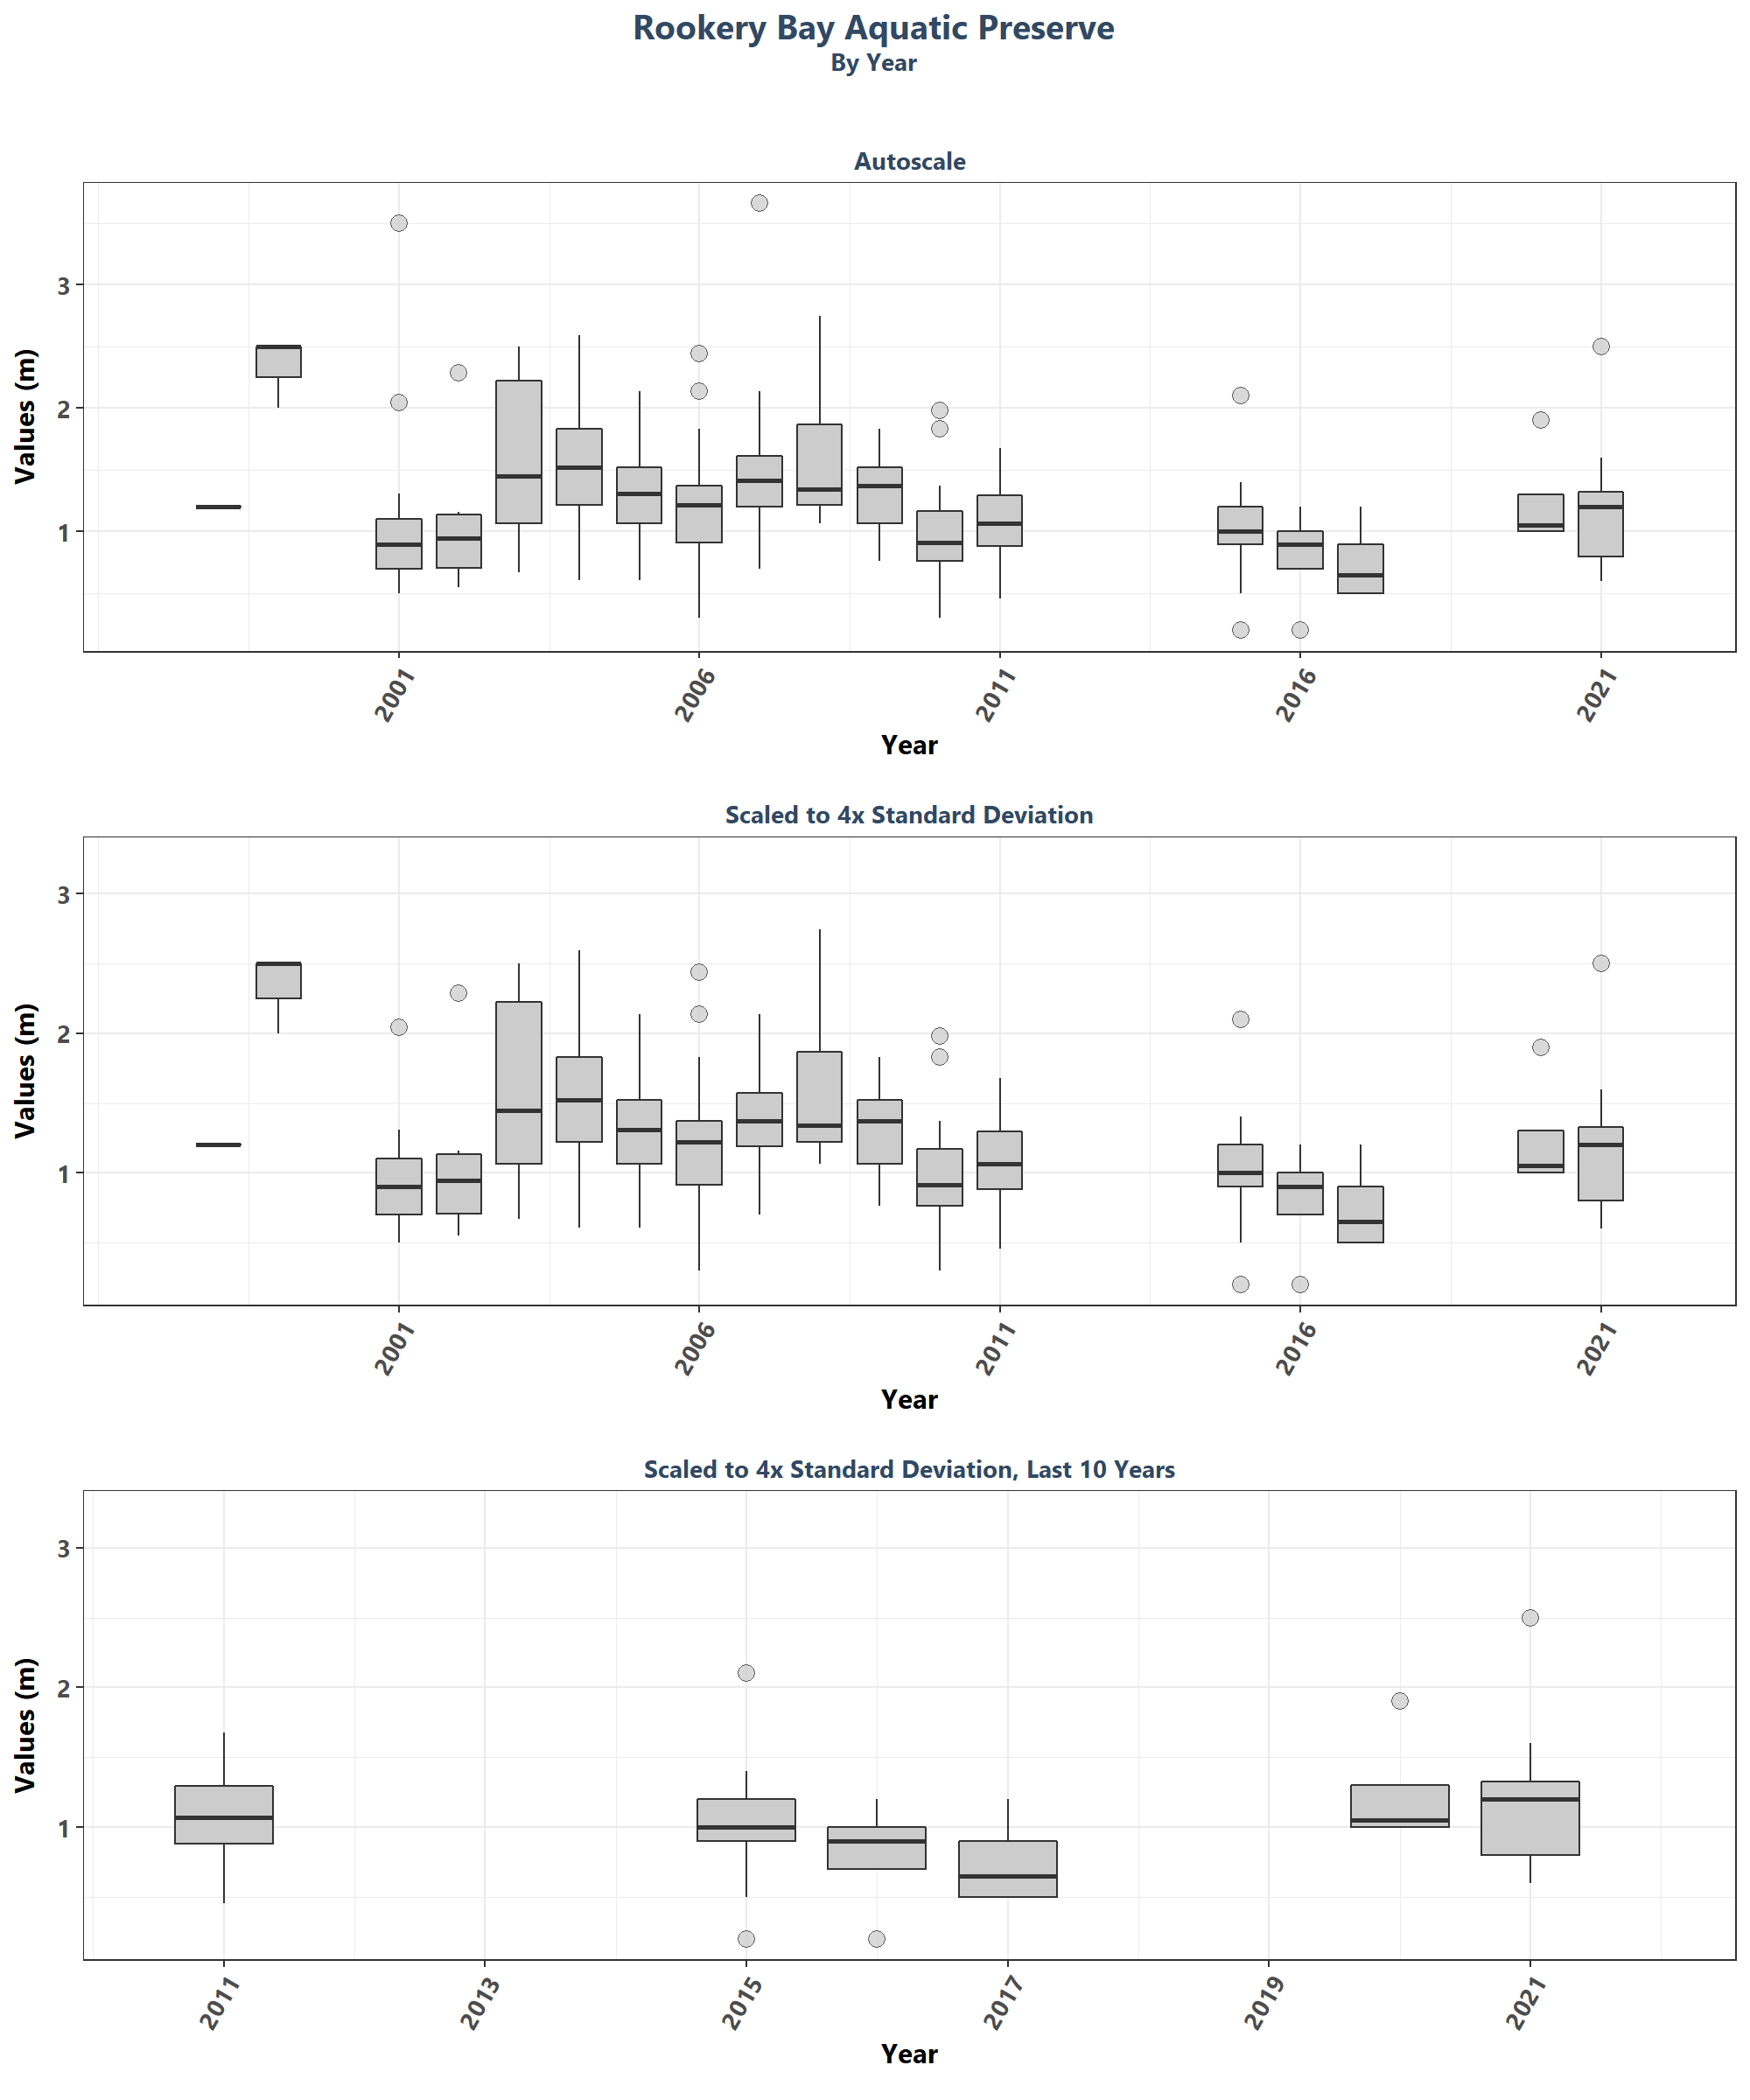 Rookery Bay Aquatic Preserve
By Year
Autoscale
Values (m)
3
2
1
2001 2006 2011 2016 2021
Year
Scaled to 4x Standard Deviation
Values (m)
3
2
1
2001 2006 2011 2016 2021
Year
Scaled to 4x Standard Deviation, Last 10 Years
Values (m)
3
2
1
2011 2013 2015 2017 2019 2021
Year